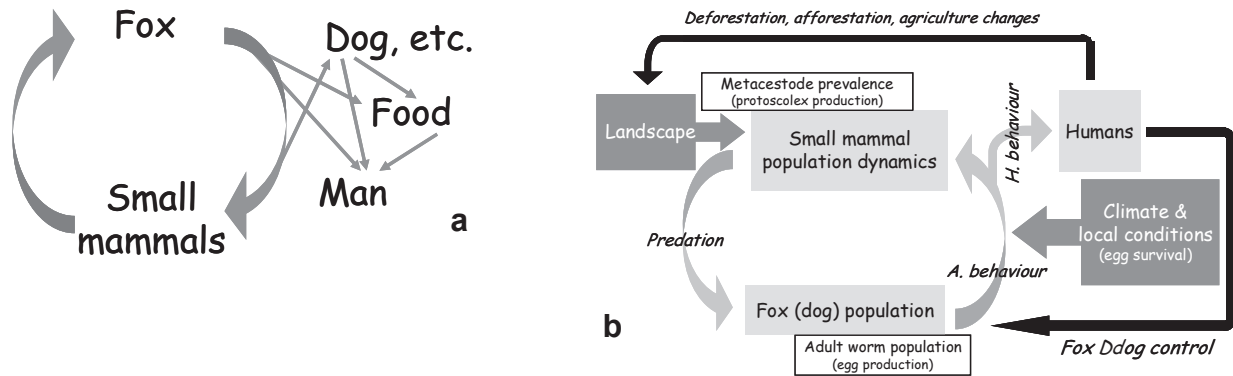 Fox
Dog, etc.
Food
Man
Small
mammals
a
Deforestation, afforestation, agriculture changes
Metacestode prevalence
(protoscolex production)
Landscape
Small mammal
population dynamics
H. behaviour
Humans
Climate &
local conditions
(egg survival)
Predation
A. behaviour
Fox (dog) population
b
Adult worm population
(egg production)
Fox Ddog control